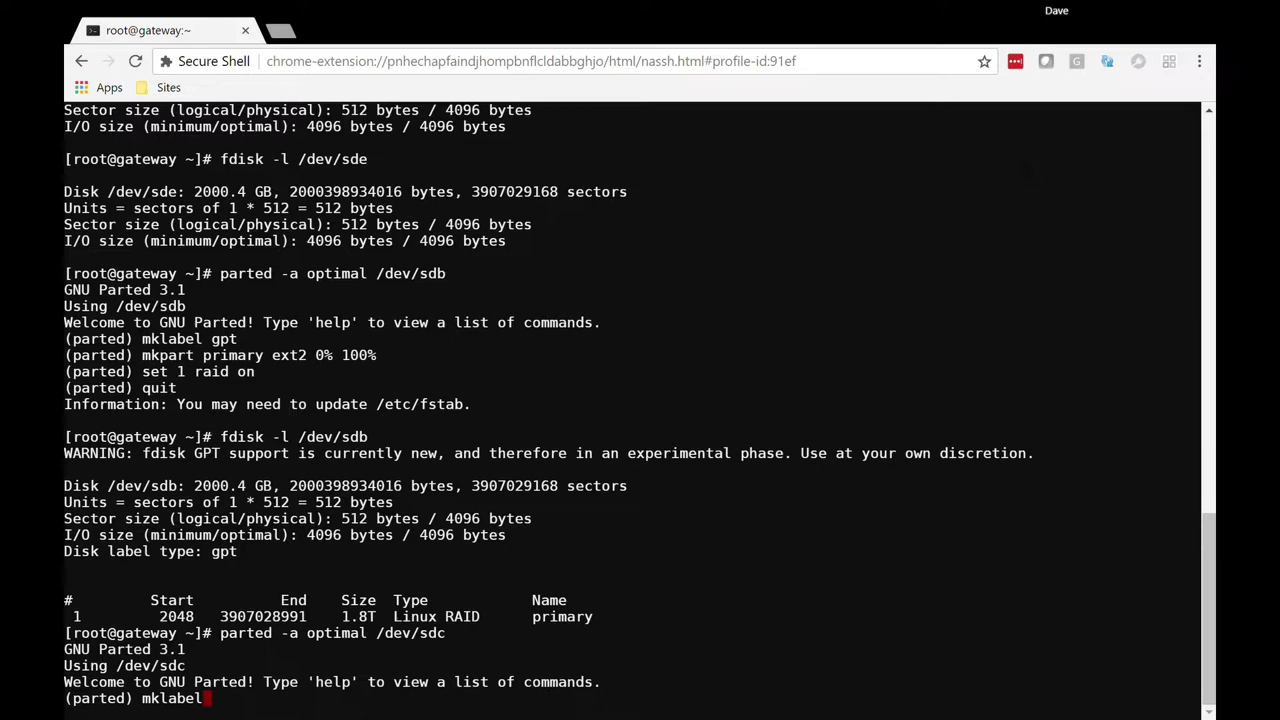 Dave
root@gateway:~
Secure Shell
chrome-extension://pnhechapfaindjhompbnflcldabbghjo/html/nassh.html#profile-id:91ef
Apps
Sites
Sector size (logical/physical): 512 bytes / 4096 bytes
I/O size (minimum/optimal): 4096 bytes / 4096 bytes
[root@gateway ~]# fdisk -l /dev/sde
Disk /dev/sde: 2000.4 GB, 2000398934016 bytes, 3907029168 sectors
Units = sectors of 1 * 512 = 512 bytes
Sector size (logical/physical): 512 bytes / 4096 bytes
I/O size (minimum/optimal): 4096 bytes / 4096 bytes
[root@gateway ~]# parted -a optimal /dev/sdb
GNU Parted 3.1
Using /dev/sdb
Welcome to GNU Parted! Type 'help' to view a list of commands.
(parted) mklabel gpt
(parted) mkpart primary ext2 0% 100%
(parted) set 1 raid on
(parted) quit
Information: You may need to update /etc/fstab.
[root@gateway ~]# fdisk -l /dev/sdb
WARNING: fdisk GPT support is currently new, and therefore in an experimental phase. Use at your own discretion.
Disk /dev/sdb: 2000.4 GB, 2000398934016 bytes, 3907029168 sectors
Units = sectors of 1 * 512 = 512 bytes
Sector size (logical/physical): 512 bytes / 4096 bytes
I/O size (minimum/optimal): 4096 bytes / 4096 bytes
Disk label type: gpt
# Start End Size Type Name
1 2048 3907028991 1.8T Linux RAID primary
[root@gateway ~]# parted -a optimal /dev/sdc
GNU Parted 3.1
Using /dev/sdc
Welcome to GNU Parted! Type 'help' to view a list of commands.
(parted) mklabel